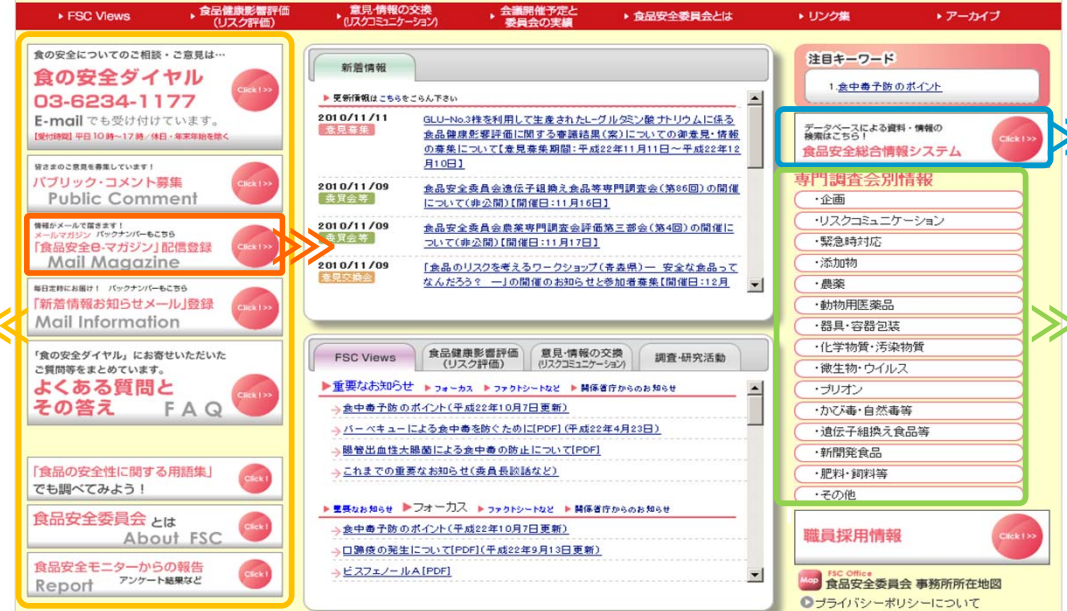 FSC Views
食品健康影響評価
(リスク評価)
意見・情報の交換
(リスクコミュニケーション)
会議開催予定と
委員会の実績
食品安全委員会とは
リンク集
アーカイブ
食の安全についてのご相談・ご意見は…
食の安全ダイヤル
03-6234-1177
E-mailでも受け付けています。
【受付時間】平日10時~17時/休日・年末年始を除く
Click!>>
皆さまのご意見を募集しています!
パブリック・コメント募集
Public Comment
Click!>>
情報がメールで届きます!
メールマガジン バックナンバーもこちら
「食品安全e-マガジン」配信登録
Mail Magazine
Click!>>
毎日定時にお届け! バックナンバーもこちら
「新着情報お知らせメール」登録
Mail Information
Click!>>
「食の安全ダイヤル」にお寄せいただいた
ご質問等をまとめています。
よくある質問と
その答え FAQ
Click!>>
「食品の安全性に関する用語集」
でも調べてみよう!
Click!
食品安全委員会 とは
About FSC
Click!
食品安全モニターからの報告
Report アンケート結果など
Click!
新着情報
更新情報はこちらをごらん下さい
2010/11/11
意見募集
GLU-No.3株を利用して生産されたL-グルタミン酸ナトリウムに係る
食品健康影響評価に関する審議結果(案)についての御意見・情報
の募集について【意見募集期間:平成22年11月11日~平成22年12
月10日】
2010/11/09
委員会等
食品安全委員会遺伝子組換え食品等専門調査会(第86回)の開催
について(非公開)【開催日:11月16日】
2010/11/09
委員会等
食品安全委員会農薬専門調査会評価第三部会(第4回)の開催に
ついて(非公開)【開催日:11月17日】
2010/11/09
意見交換会
「食品のリスクを考えるワークショップ(青森県)― 安全な食品って
なんだろう? ―」の開催のお知らせと参加者募集【開催日:12月
FSC Views
食品健康影響評価
(リスク評価)
意見・情報の交換
(リスクコミュニケーション)
調査・研究活動
重要なお知らせ フォーカス ファクトシートなど 関係省庁からのお知らせ
食中毒予防のポイント(平成22年10月7日更新)
バーベキューによる食中毒を防ぐために[PDF](平成22年4月23日)
腸管出血性大腸菌による食中毒の防止について[PDF]
これまでの重要なお知らせ(委員長談話など)
重要なお知らせ フォーカス ファクトシートなど 関係省庁からのお知らせ
食中毒予防のポイント(平成22年10月7日更新)
口蹄疫の発生について[PDF](平成22年9月13日更新)
ビスフェノールA[PDF]
注目キーワード
1.食中毒予防のポイント
データベースによる資料・情報の
検索はこちら!
食品安全総合情報システム
Click!>>
専門調査会別情報
・企画
・リスクコミュニケーション
・緊急時対応
・添加物
・農薬
・動物用医薬品
・器具・容器包装
・化学物質・汚染物質
・微生物・ウイルス
・プリオン
・かび毒・自然毒等
・遺伝子組換え食品等
・新開発食品
・肥料・飼料等
・その他
職員採用情報
Click!>>
Map
FSC Office
食品安全委員会 事務所所在地図
プライバシーポリシーについて